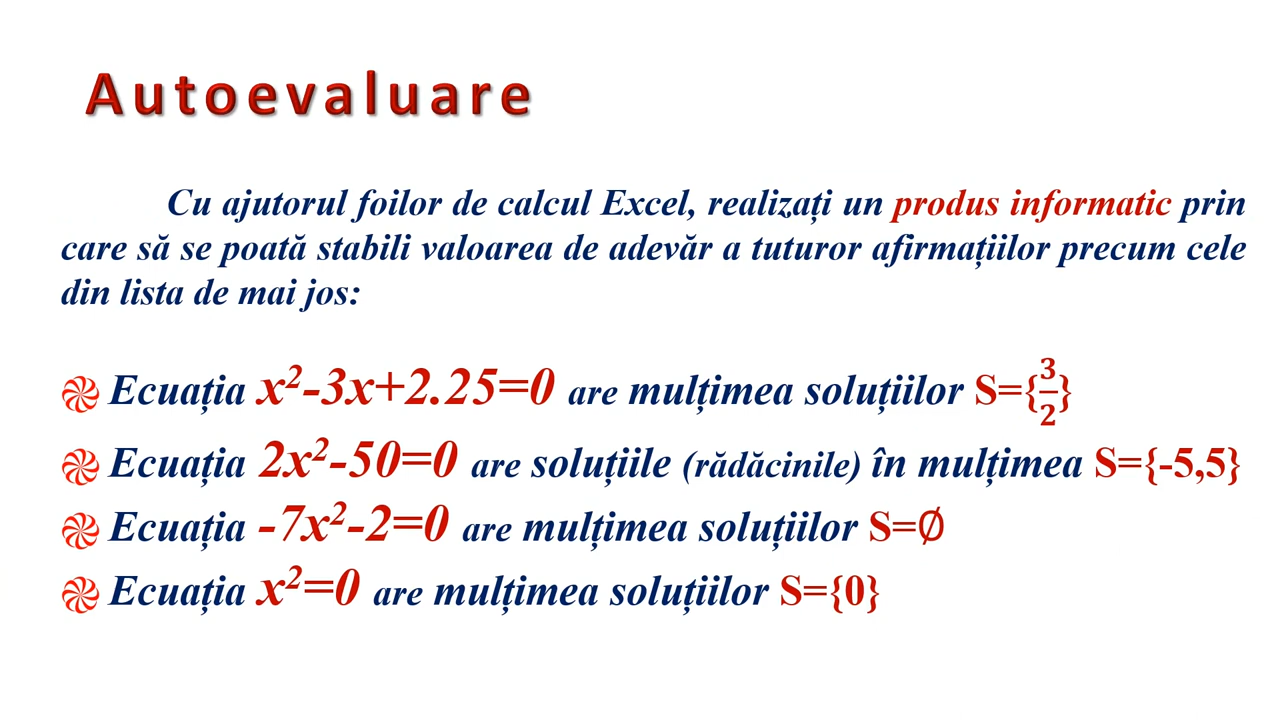 Autoevaluare
Cu ajutorul foilor de calcul Excel, realizați un produs informatic prin
care să se poată stabili valoarea de adevăr a tuturor afirmațiilor precum cele
din lista de mai jos:
Ecuația x²-3x+2.25=0 are mulțimea soluțiilor S={3/2}
Ecuația 2x²-50=0 are soluțiile (rădăcinile) în mulțimea S={-5,5}
Ecuația -7x²-2=0 are mulțimea soluțiilor S=∅
Ecuația x²=0 are mulțimea soluțiilor S={0}